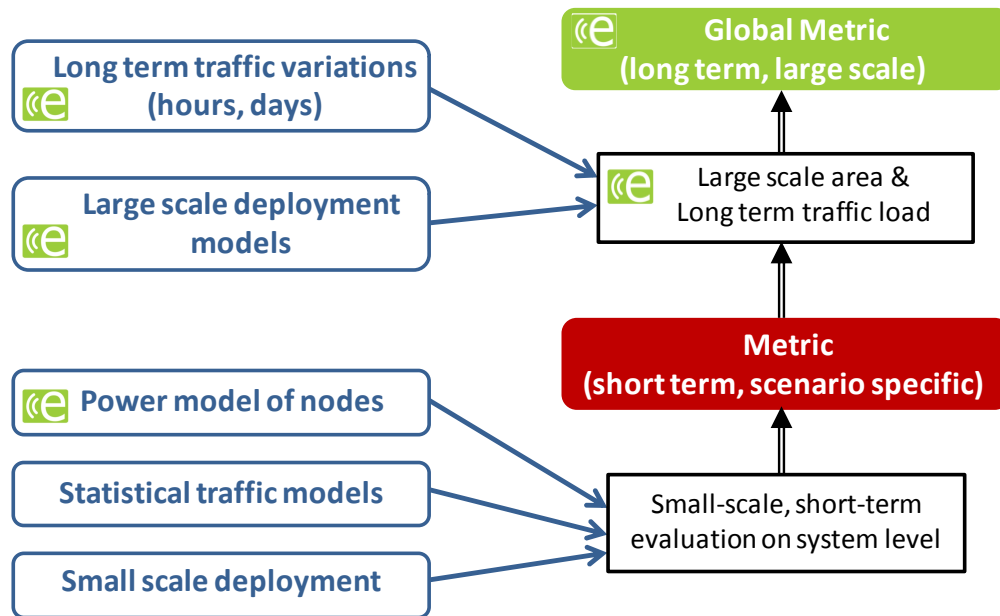 Long term traffic variations
(hours, days)
Large scale deployment
models
Power model of nodes
Statistical traffic models
Small scale deployment
Global Metric
(long term, large scale)
Large scale area &
Long term traffic load
Metric
(short term, scenario specific)
Small-scale, short-term
evaluation on system level
e
e
e
e
e